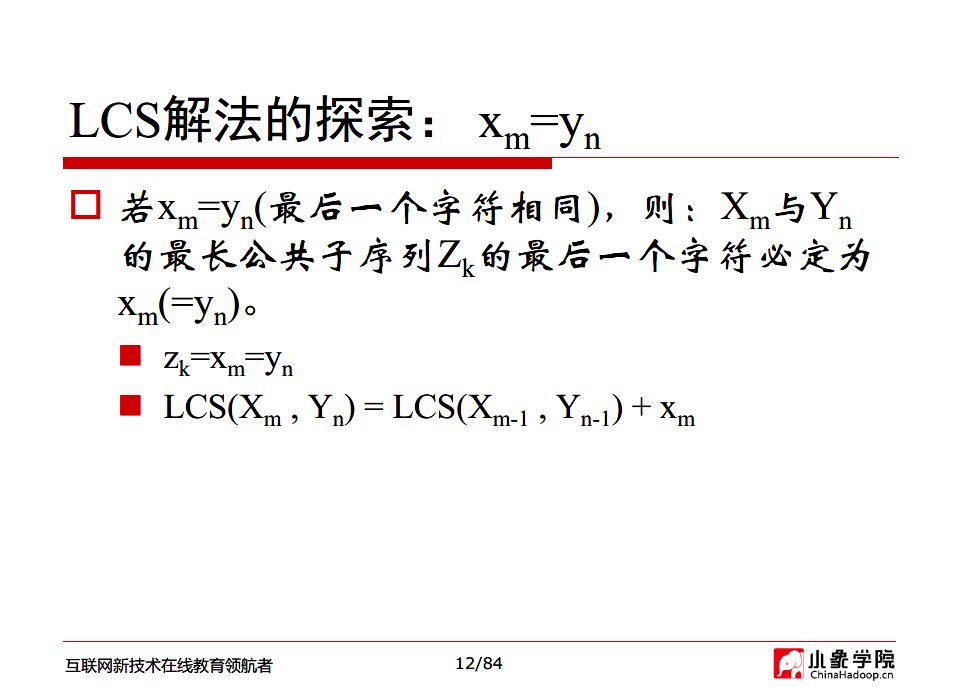 LCS解法的探索： xₘ=yₙ
若xₘ=yₙ(最后一个字符相同)，则：Xₘ与Yₙ
的最长公共子序列Zₖ的最后一个字符必定为
xₘ(=yₙ)。
zₖ=xₘ=yₙ
LCS(Xₘ , Yₙ) = LCS(Xₘ₋₁ , Yₙ₋₁) + xₘ
互联网新技术在线教育领航者
12/84
小象学院
ChinaHadoop.cn